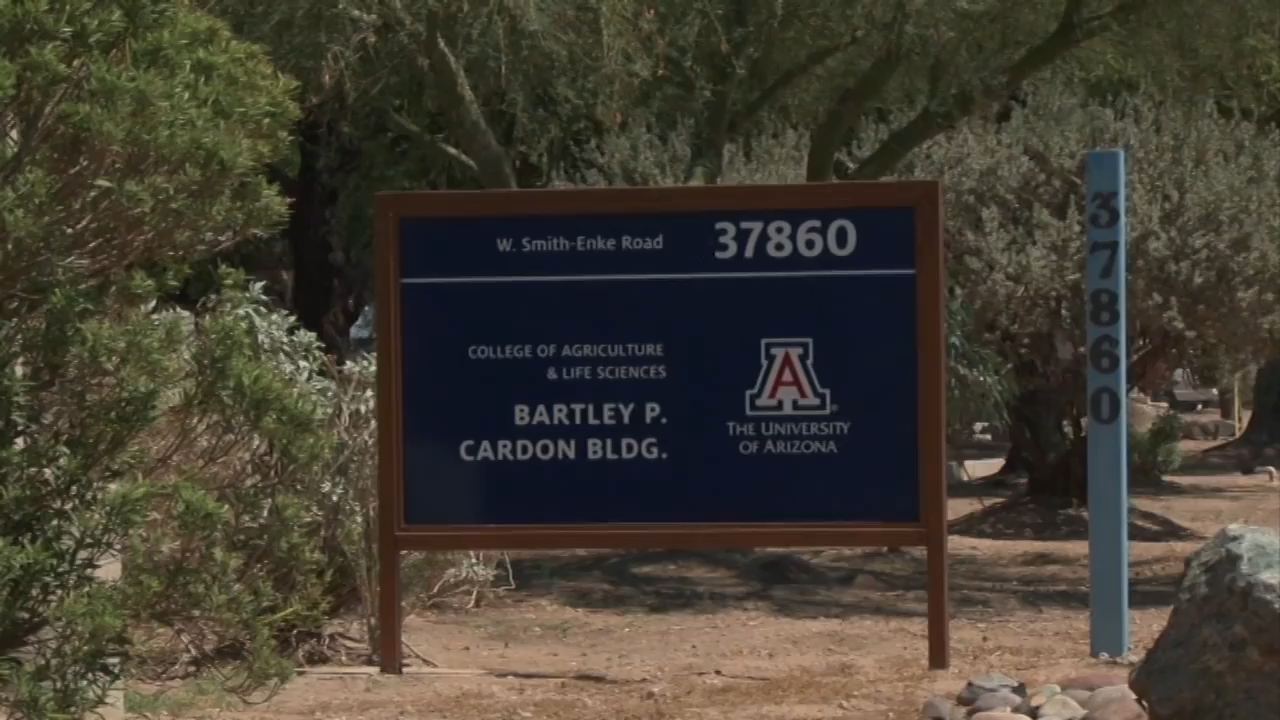 W. Smith-Enke Road 37860
COLLEGE OF AGRICULTURE
& LIFE SCIENCES
BARTLEY P.
CARDON BLDG.
A
THE UNIVERSITY
OF ARIZONA
37860